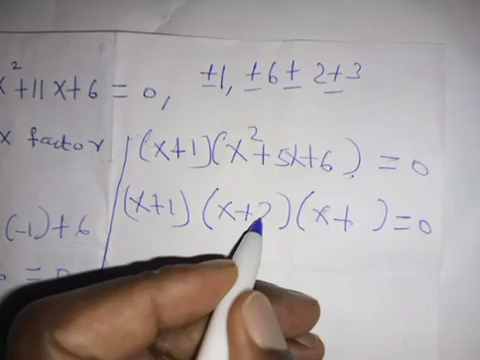 x²+11x+6=0, ±1, ±6 ± 2 ± 3
x factor
(x+1)(x²+5x+6)=0
(x+1)(x+2)(x+ )=0
(-1)+6
= 0